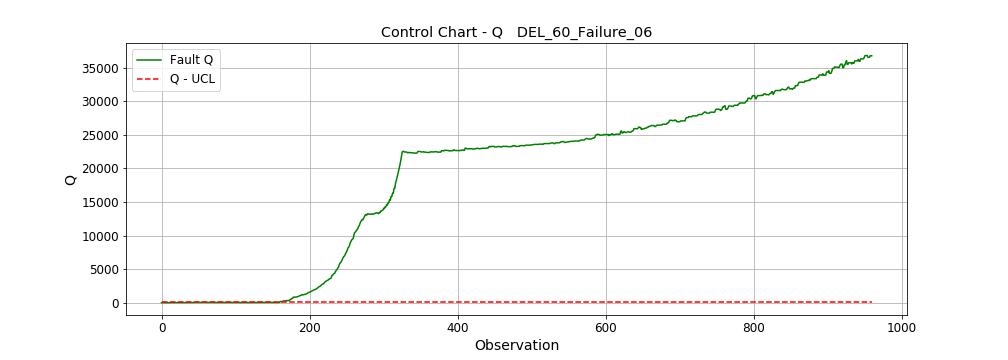 Control Chart - Q   DEL_60_Failure_06
Fault Q
Q - UCL
35000
30000
25000
20000
15000
10000
5000
0
Q
0 200 400 600 800 1000
Observation